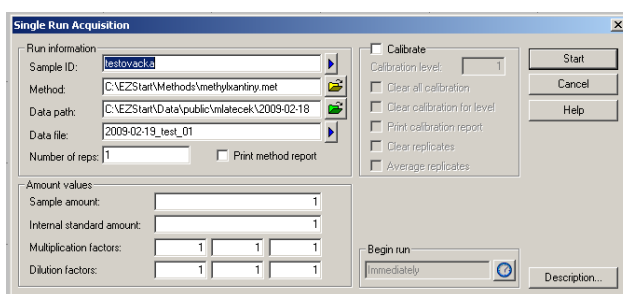 Single Run Acquisition
Run information
Sample ID: testovacka
Method: C:\EZStart\Methods\methylxantiny.met
Data path: C:\EZStart\Data\public\mlatecek\2009-02-18
Data file: 2009-02-19_test_01
Number of reps: 1 Print method report
Calibrate
Calibration level: 1
Clear all calibration
Clear calibration for level
Print calibration report
Clear replicates
Average replicates
Start
Cancel
Help
Amount values
Sample amount: 1
Internal standard amount: 1
Multiplication factors: 1 1 1
Dilution factors: 1 1 1
Begin run
Immediately
Description...